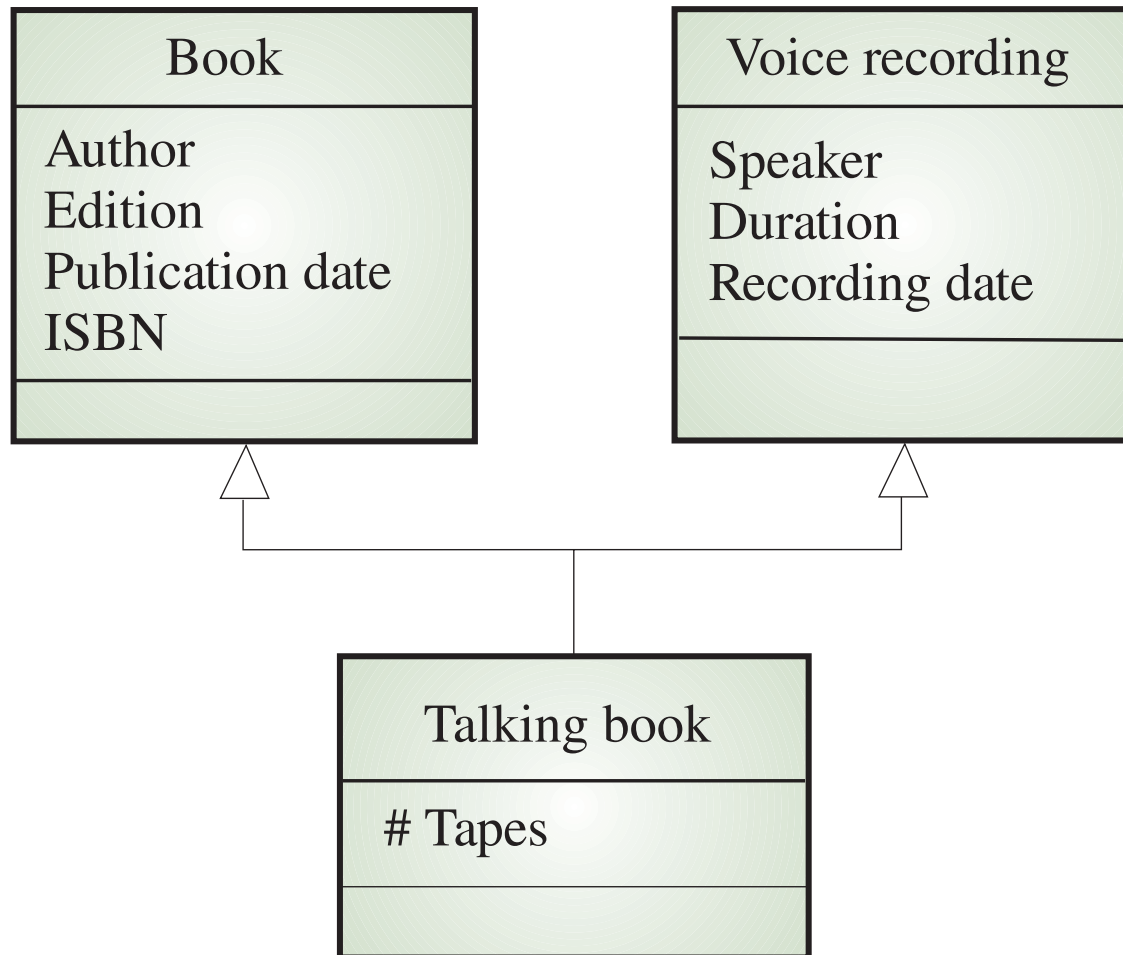 Book
Author
Edition
Publication date
ISBN
Voice recording
Speaker
Duration
Recording date
Talking book
# Tapes